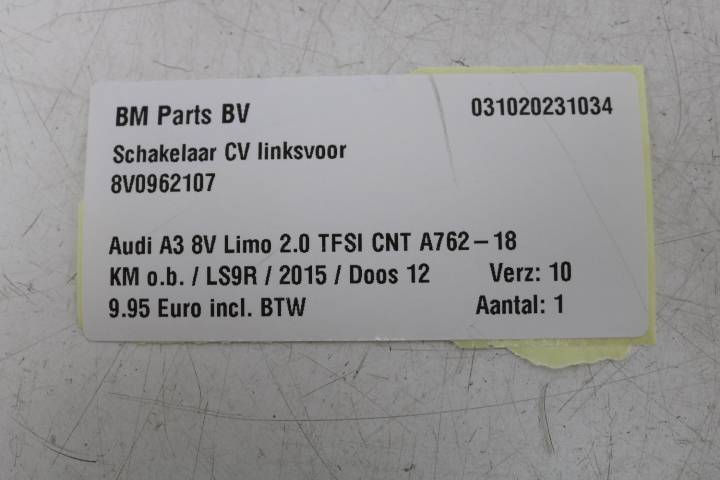 BM Parts BV 031020231034
Schakelaar CV linksvoor
8V0962107
Audi A3 8V Limo 2.0 TFSI CNT A762-18
KM o.b. / LS9R / 2015 / Doos 12 Verz: 10
9.95 Euro incl. BTW Aantal: 1